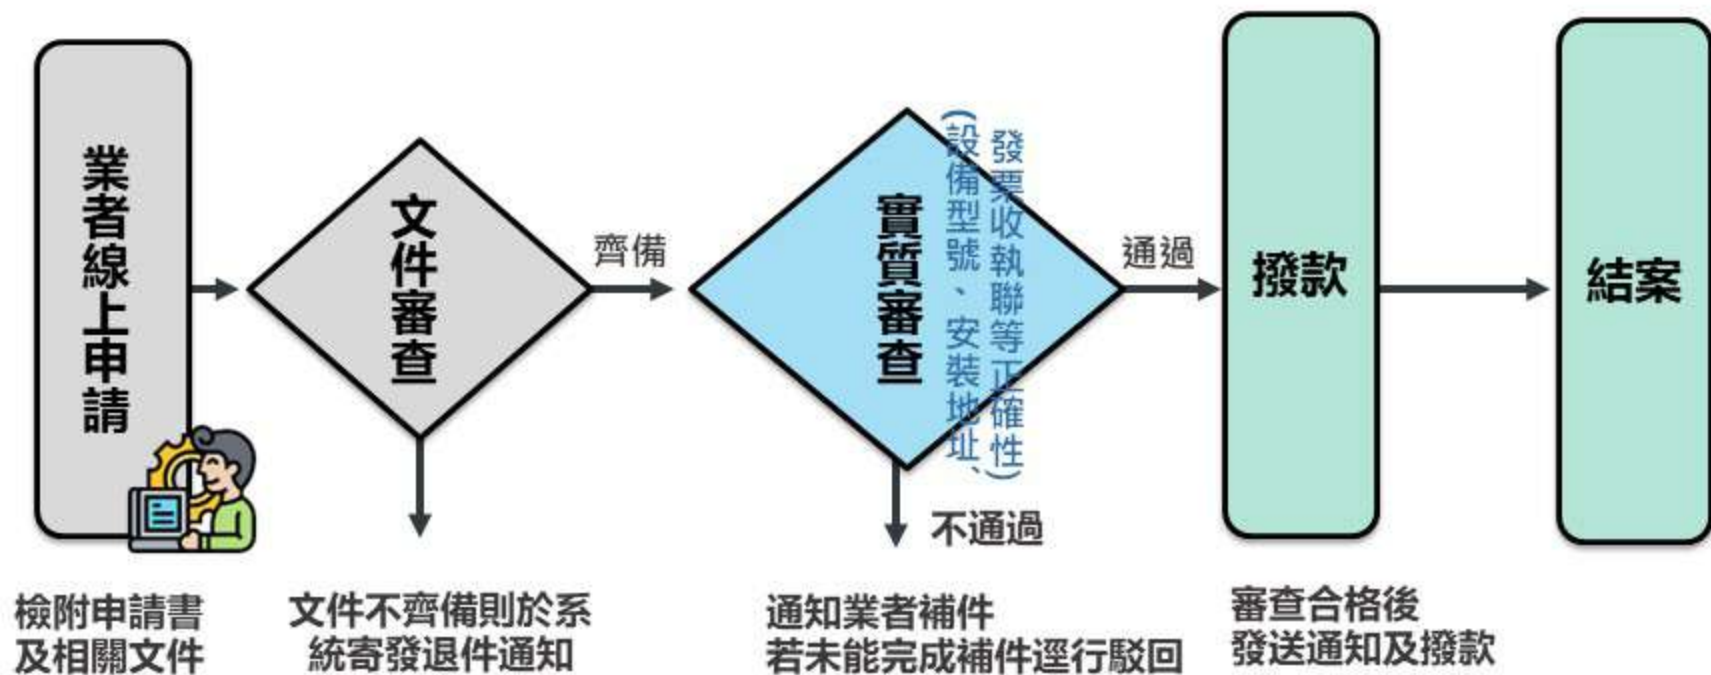 業者線上申請
檢附申請書
及相關文件
文件審查
文件不齊備則於系
統寄發退件通知
齊備
實質審查
(設備型號、安裝地址、
發票收執聯等正確性)
不通過
通知業者補件
若未能完成補件逕行駁回
通過
撥款
審查合格後
發送通知及撥款
結案